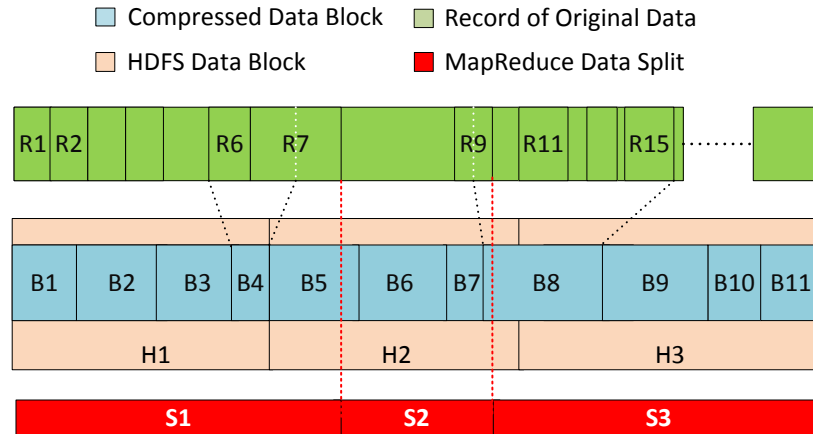 Compressed Data Block Record of Original Data
HDFS Data Block MapReduce Data Split
R1 R2 R6 R7 R9 R11 R15
B1 B2 B3 B4 B5 B6 B7 B8 B9 B10 B11
H1 H2 H3
S1 S2 S3